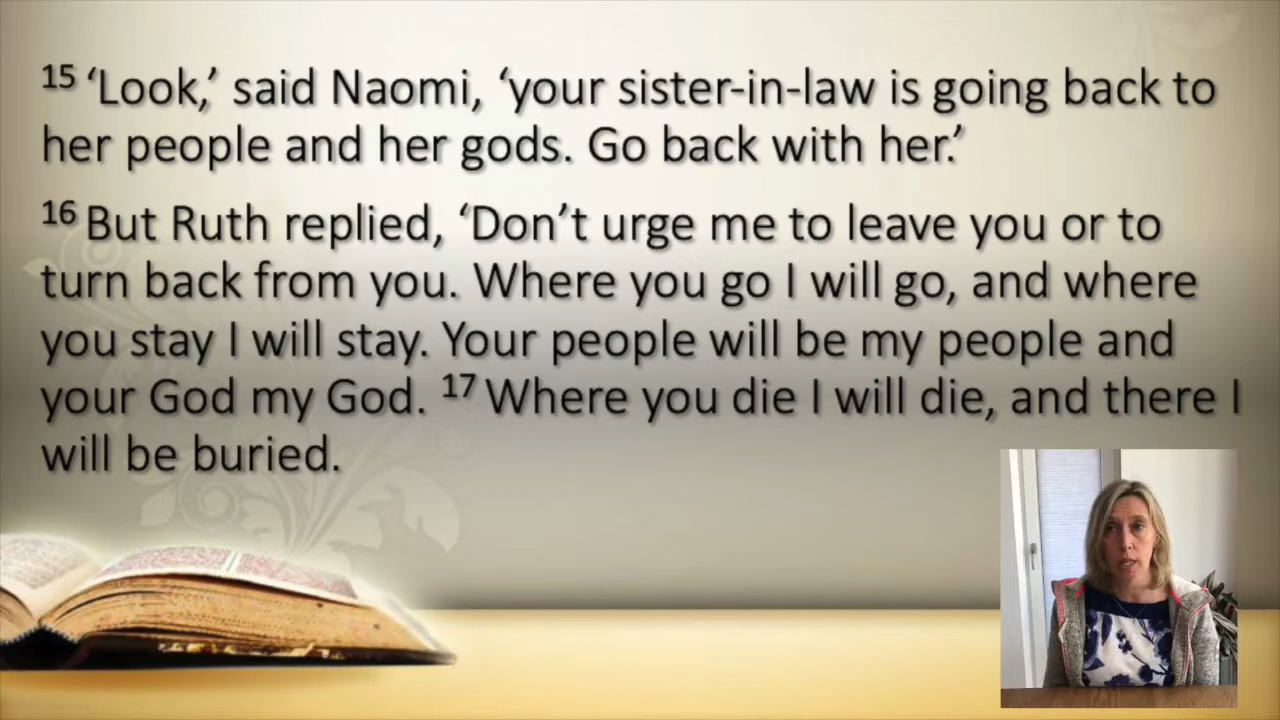 15 ‘Look,’ said Naomi, ‘your sister-in-law is going back to
her people and her gods. Go back with her.’
16 But Ruth replied, ‘Don’t urge me to leave you or to
turn back from you. Where you go I will go, and where
you stay I will stay. Your people will be my people and
your God my God. 17 Where you die I will die, and there I
will be buried.